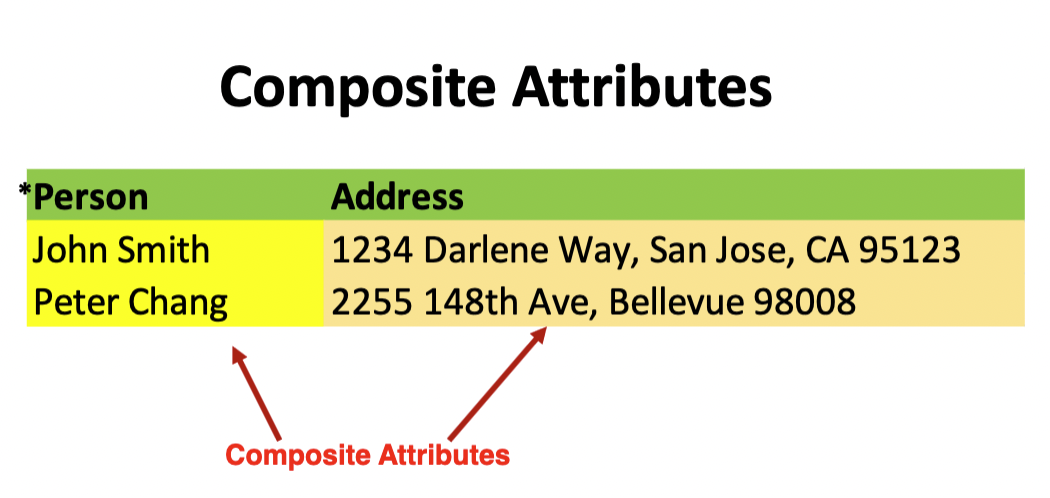 Composite Attributes
*Person Address
John Smith 1234 Darlene Way, San Jose, CA 95123
Peter Chang 2255 148th Ave, Bellevue 98008
Composite Attributes